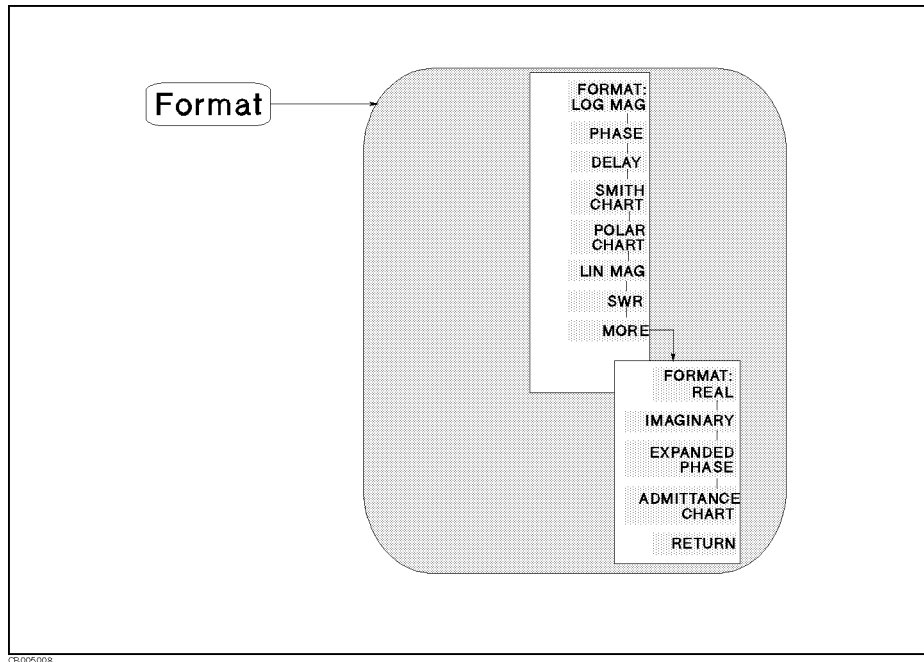 Format
FORMAT:
LOG MAG
PHASE
DELAY
SMITH
CHART
POLAR
CHART
LIN MAG
SWR
MORE
FORMAT:
REAL
IMAGINARY
EXPANDED
PHASE
ADMITTANCE
CHART
RETURN
CB005008